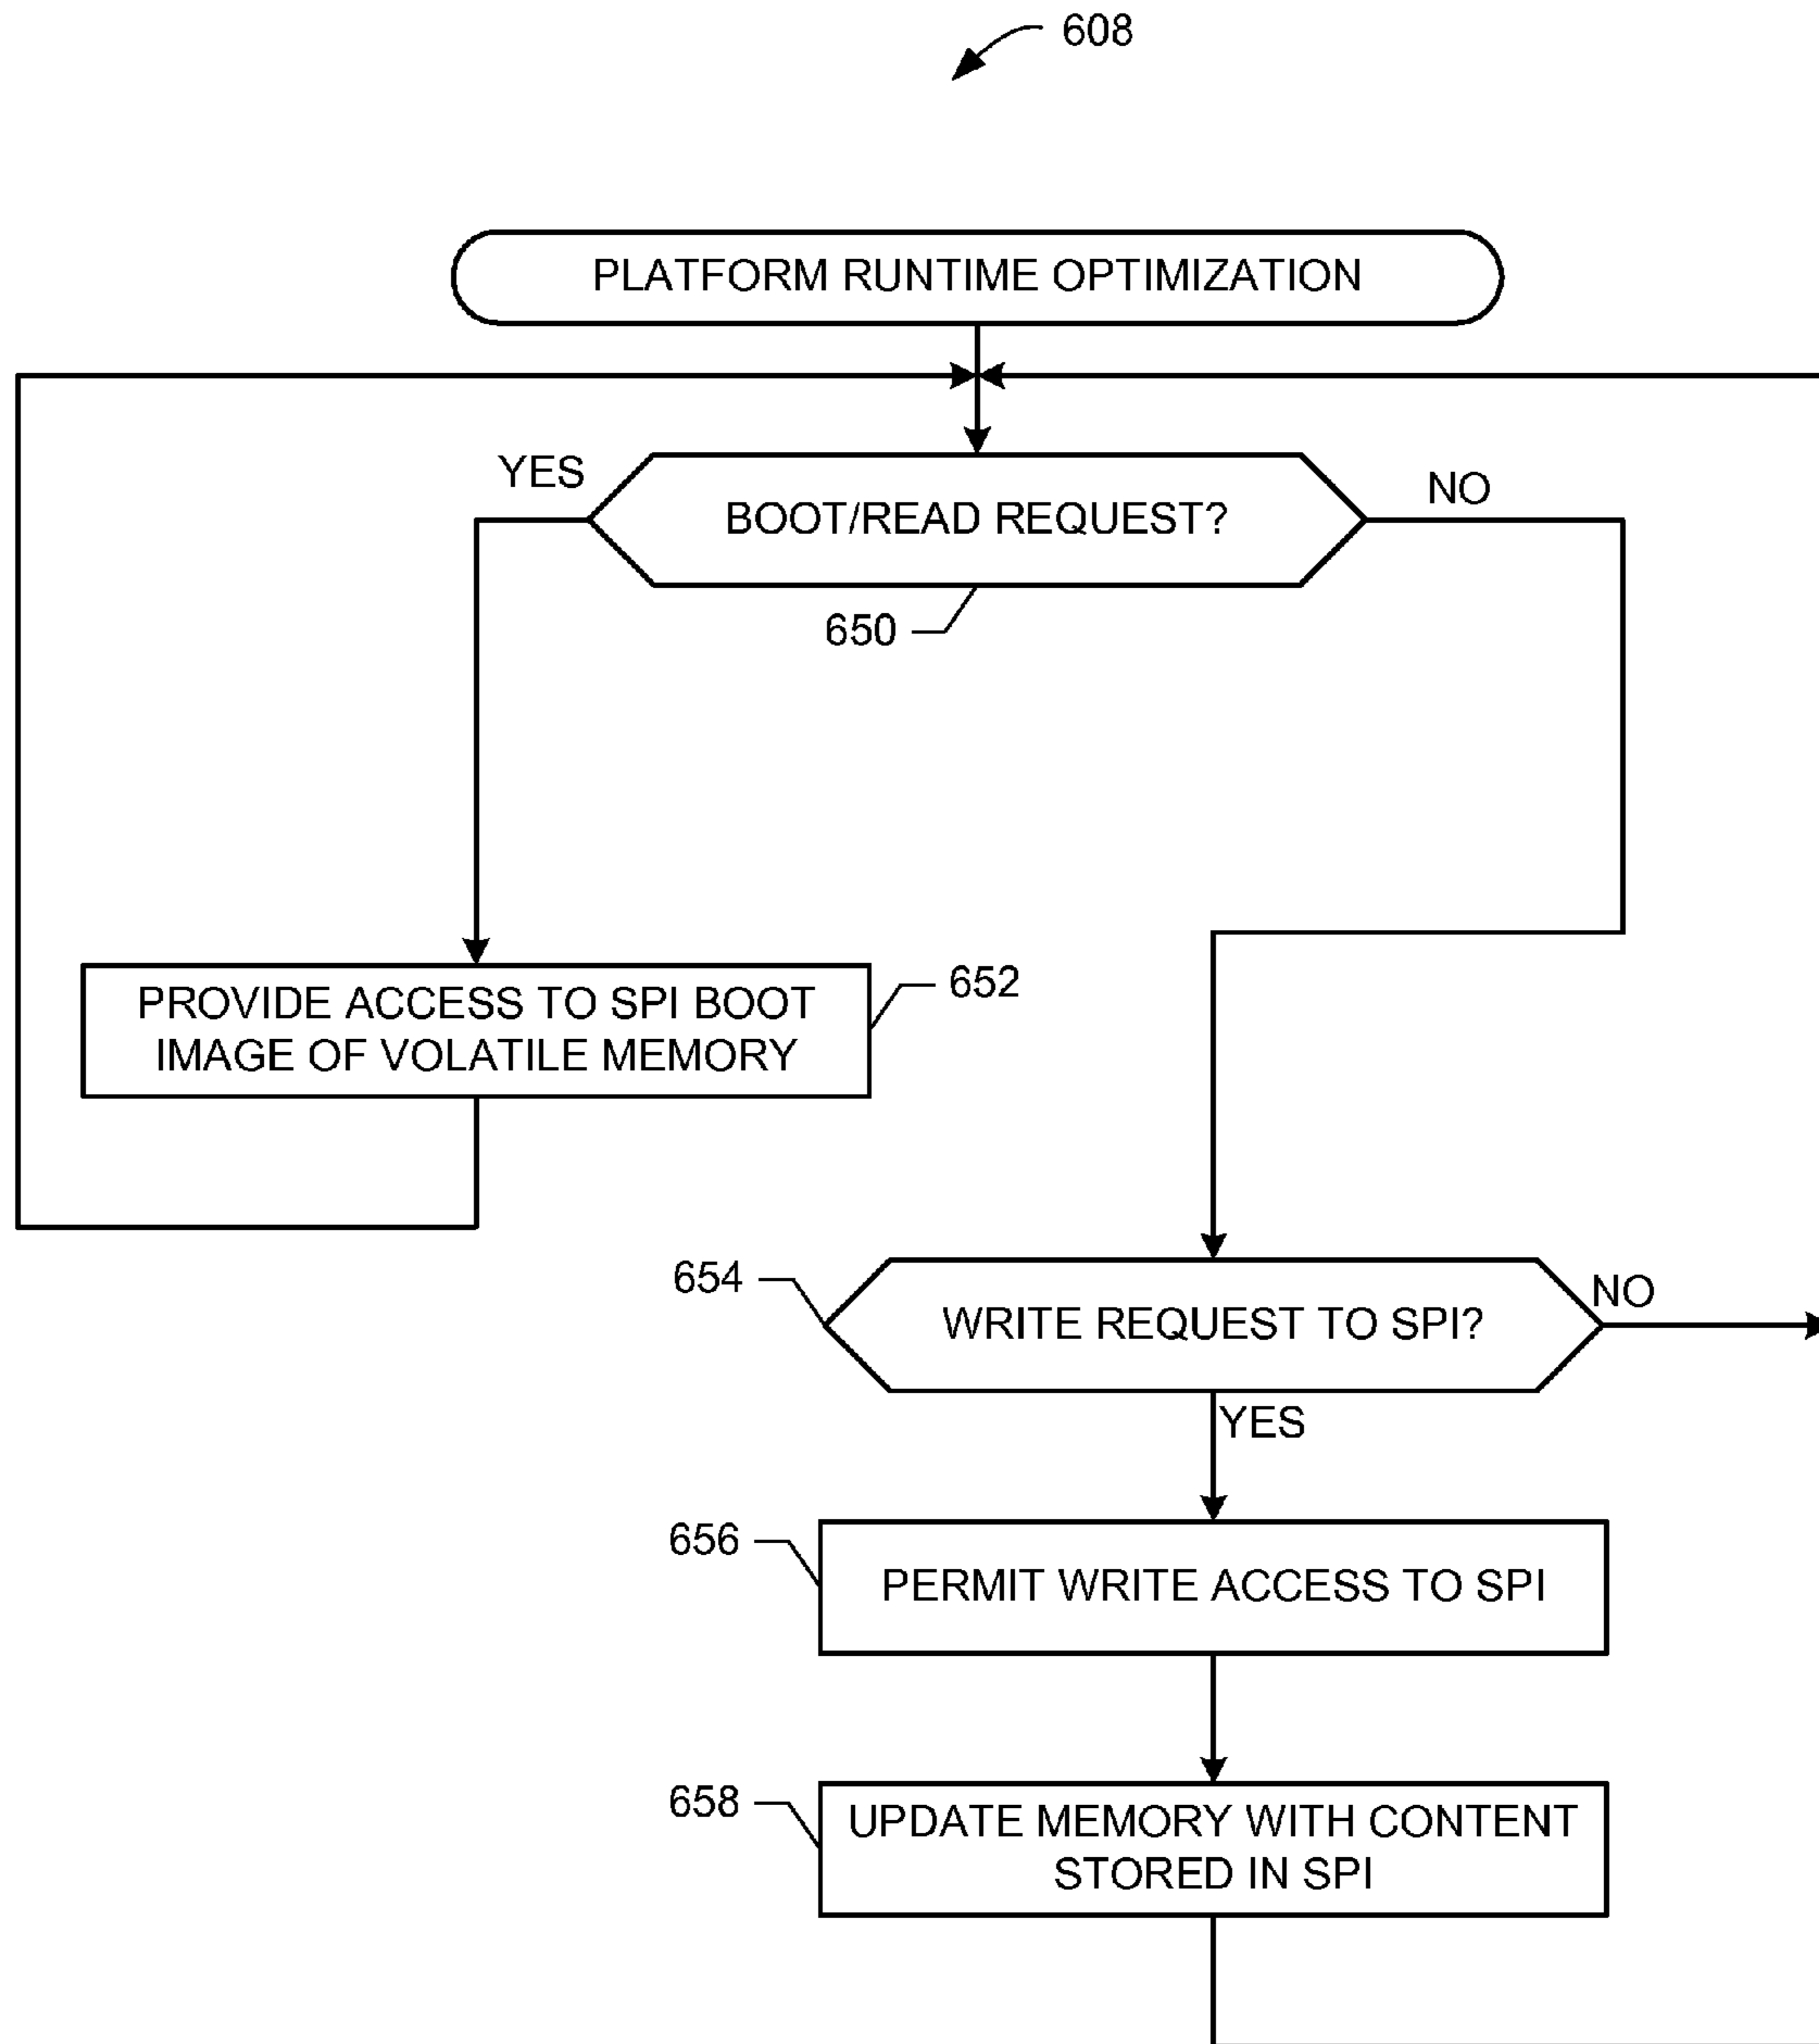 608
PLATFORM RUNTIME OPTIMIZATION
YES
NO
BOOT/READ REQUEST?
650
652
PROVIDE ACCESS TO SPI BOOT
IMAGE OF VOLATILE MEMORY
654
NO
WRITE REQUEST TO SPI?
YES
656
PERMIT WRITE ACCESS TO SPI
658
UPDATE MEMORY WITH CONTENT
STORED IN SPI